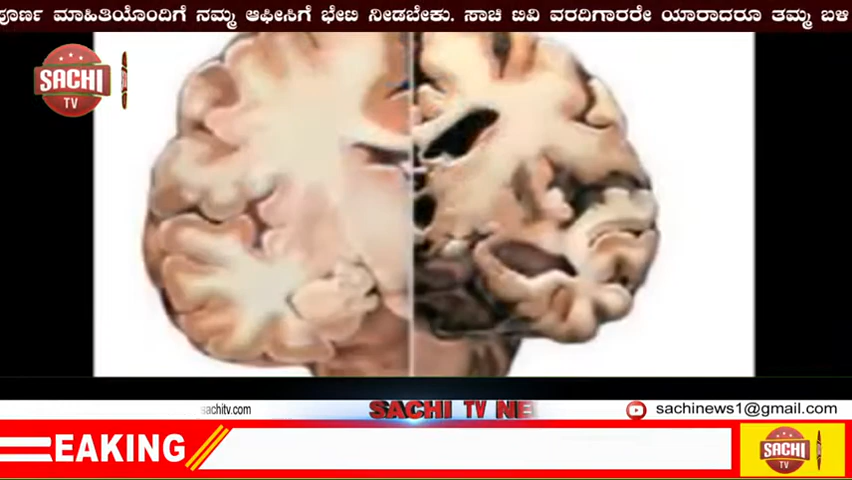 ಪೂರ್ಣ ಮಾಹಿತಿಯೊಂದಿಗೆ ನಮ್ಮ ಆಫೀಸಿಗೆ ಭೇಟಿ ನೀಡಬೇಕು. ಸಾಚಿ ಟಿವಿ ವರದಿಗಾರರೇ ಯಾರಾದರೂ ತಮ್ಮ ಬಳಿ
SACHI
TV
sachitv.com
SACHI TV NE
sachinews1@gmail.com
EAKING
SACHI
TV